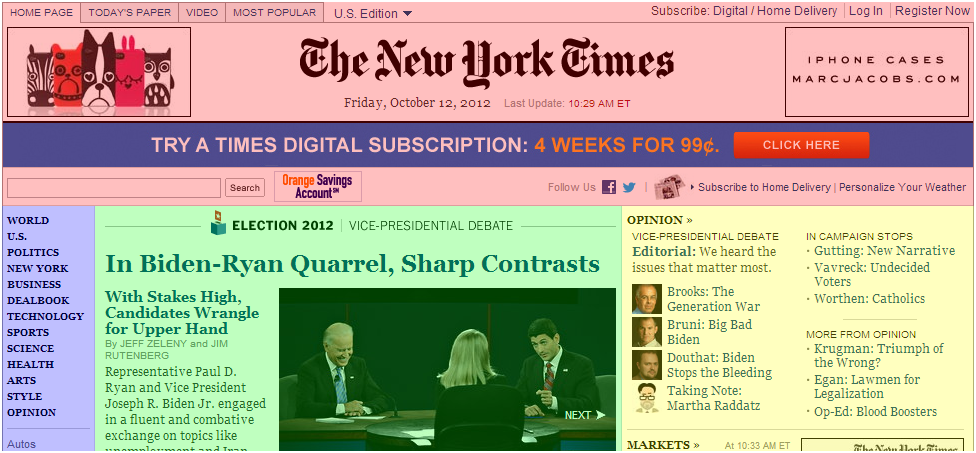 HOME PAGE TODAY'S PAPER VIDEO MOST POPULAR U.S. Edition
Subscribe: Digital / Home Delivery Log In Register Now
The New York Times
Friday, October 12, 2012 Last Update: 10:29 AM ET
IPHONE CASES
MARCJACOBS.COM
TRY A TIMES DIGITAL SUBSCRIPTION: 4 WEEKS FOR 99¢. CLICK HERE
Search
Orange Savings
Account SM
Follow Us
Subscribe to Home Delivery | Personalize Your Weather
WORLD
U.S.
POLITICS
NEW YORK
BUSINESS
DEALBOOK
TECHNOLOGY
SPORTS
SCIENCE
HEALTH
ARTS
STYLE
OPINION
Autos
ELECTION 2012 | VICE-PRESIDENTIAL DEBATE
In Biden-Ryan Quarrel, Sharp Contrasts
With Stakes High,
Candidates Wrangle
for Upper Hand
By JEFF ZELENY and JIM
RUTENBERG
Representative Paul D.
Ryan and Vice President
Joseph R. Biden Jr. engaged
in a fluent and combative
exchange on topics like
unemployment and Iran
NEXT
OPINION »
VICE-PRESIDENTIAL DEBATE
Editorial: We heard the
issues that matter most.
Brooks: The
Generation War
Bruni: Big Bad
Biden
Douthat: Biden
Stops the Bleeding
Taking Note:
Martha Raddatz
IN CAMPAIGN STOPS
· Gutting: New Narrative
· Vavreck: Undecided
Voters
· Worthen: Catholics
MORE FROM OPINION
· Krugman: Triumph of
the Wrong?
· Egan: Lawmen for
Legalization
· Op-Ed: Blood Boosters
MARKETS » At 10:33 AM ET
The New York Times